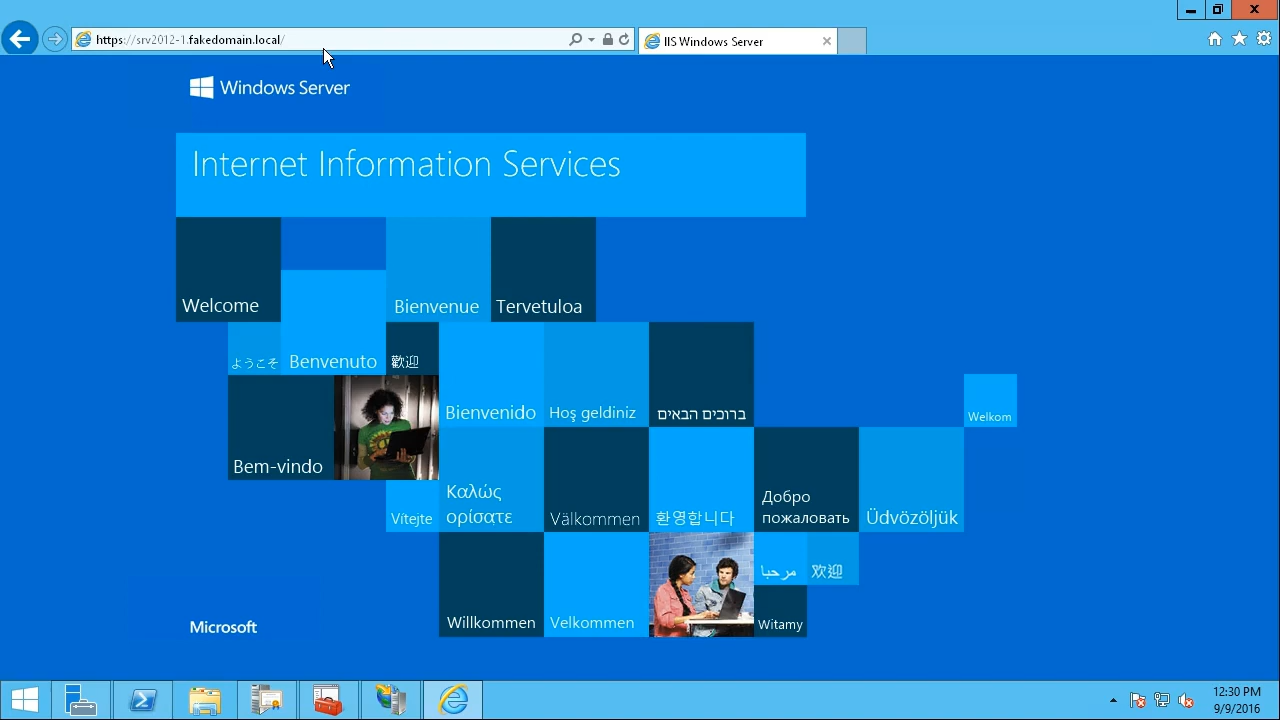 https://srv2012-1.fakedomain.local/
IIS Windows Server
Windows Server
Internet Information Services
Welcome
Bienvenue
Tervetuloa
ようこそ
Benvenuto
歡迎
Bienvenido
Hoş geldiniz
ברוכים הבאים
Welkom
Bem-vindo
Vítejte
Καλώς
ορίσατε
Välkommen
환영합니다
Добро
пожаловать
Üdvözöljük
Willkommen
Velkommen
مرحبا
欢迎
Witamy
Microsoft
12:30 PM
9/9/2016